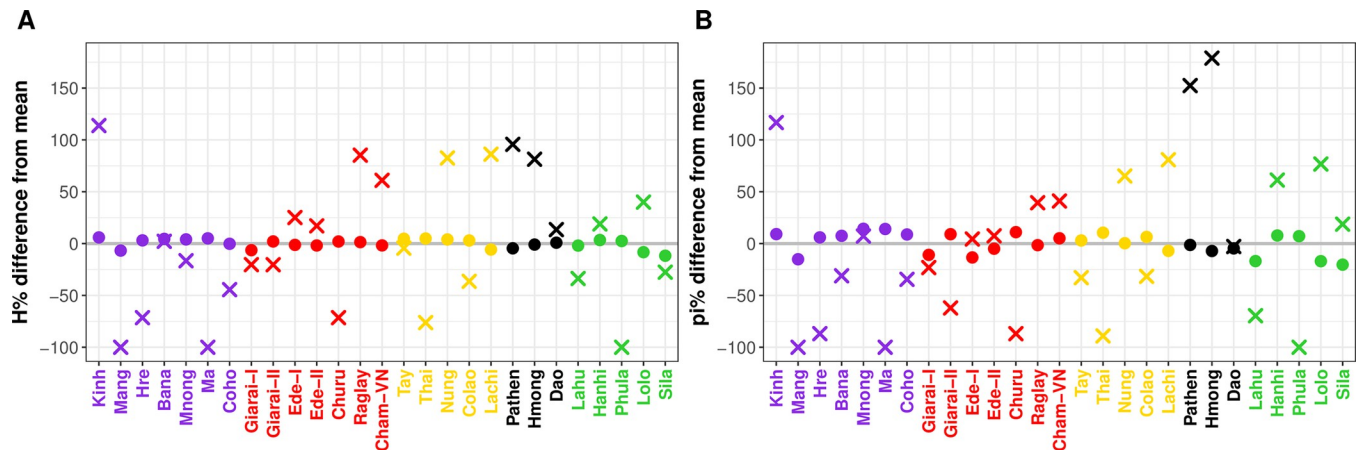 A
H% difference from mean
150
100
50
0
−50
−100
Kinh
Mang
Hre
Bana
Mnong
Ma
Coho
Giarai−I
Giarai−II
Ede−I
Ede−II
Churu
Raglay
Cham−VN
Tay
Thai
Nung
Colao
Lachi
Pathen
Hmong
Dao
Lahu
Hanhi
Phula
Lolo
Sila
B
pi% difference from mean
150
100
50
0
−50
−100
Kinh
Mang
Hre
Bana
Mnong
Ma
Coho
Giarai−I
Giarai−II
Ede−I
Ede−II
Churu
Raglay
Cham−VN
Tay
Thai
Nung
Colao
Lachi
Pathen
Hmong
Dao
Lahu
Hanhi
Phula
Lolo
Sila